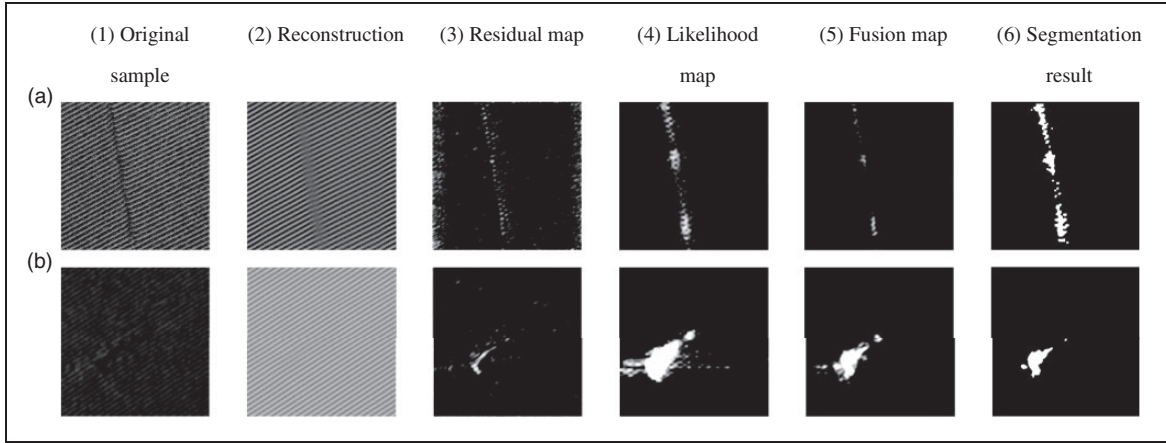 (1) Original sample
(2) Reconstruction
(3) Residual map
(4) Likelihood map
(5) Fusion map
(6) Segmentation result
(a)
(b)